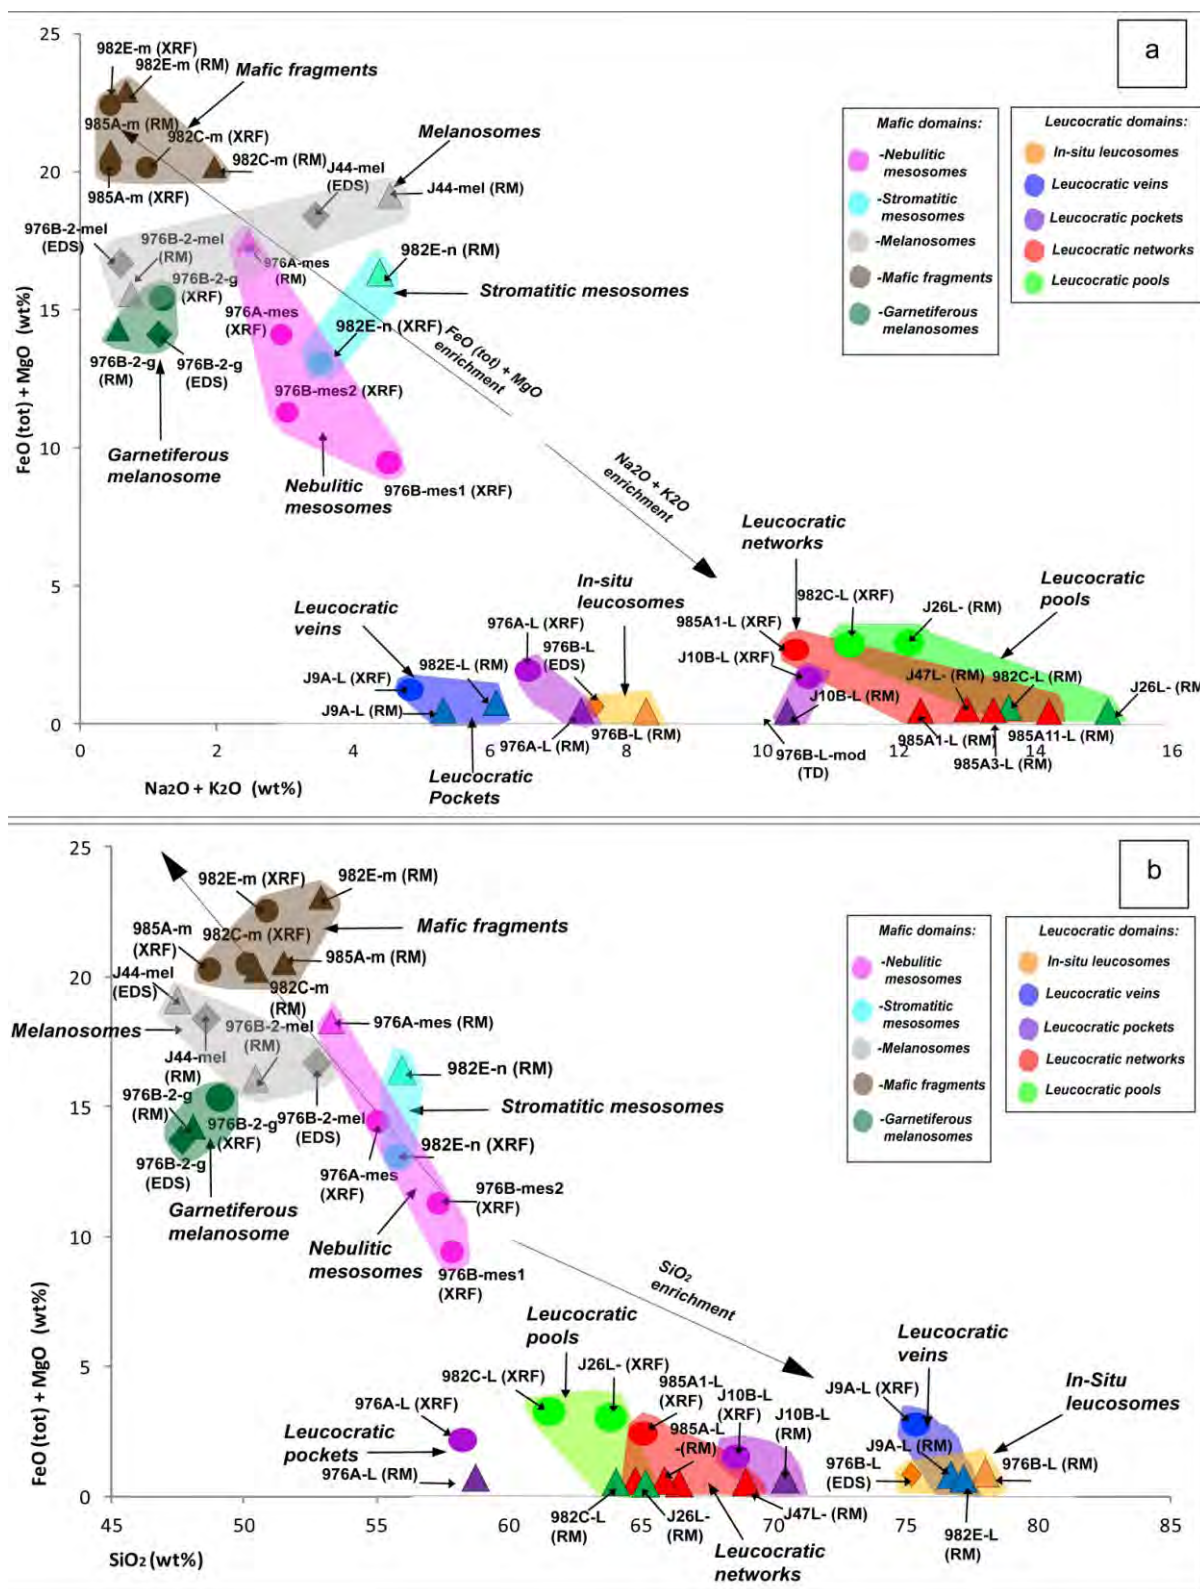 a
25
20
15
10
5
0
FeO (tot) + MgO (wt%)
982E-m (XRF)
982E-m (RM)
Mafic fragments
985A-m (RM)
982C-m (XRF)
982C-m (RM)
985A-m (XRF)
Melanosomes
J44-mel
(EDS)
J44-mel (RM)
976B-2-mel
(EDS)
976B-2-mel
(RM)
976B-2-g
(XRF)
976A-mes
(RM)
982E-n (RM)
Stromatitic mesosomes
976A-mes
(XRF)
982E-n (XRF)
FeO (tot) + MgO
enrichment
976B-2-g
(RM)
976B-2-g
(EDS)
976B-mes2 (XRF)
Garnetiferous
melanosome
Nebulitic
mesosomes
976B-mes1 (XRF)
Na2O + K2O
enrichment
Mafic domains:
-Nebulitic
mesosomes
-Stromatitic
mesosomes
-Melanosomes
-Mafic fragments
-Garnetiferous
melanosomes
Leucocratic domains:
In-situ leucosomes
Leucocratic veins
Leucocratic pockets
Leucocratic networks
Leucocratic pools
Leucocratic
networks
Leucocratic
pools
In-situ
leucosomes
Leucocratic
veins
982C-L (XRF)
J26L- (RM)
985A1-L (XRF)
976A-L (XRF)
976B-L
(EDS)
J10B-L (XRF)
982E-L (RM)
J9A-L (XRF)
J47L- (RM)
982C-L (RM)
J10B-L (RM)
J26L- (RM)
J9A-L (RM)
976A-L (RM)
976B-L (RM)
985A1-L (RM)
985A11-L (RM)
976B-L-mod
(TD)
985A3-L (RM)
0
2
4
6
8
10
12
14
16
Leucocratic
Pockets
Na2O + K2O (wt%)
b
25
20
15
10
5
0
FeO (tot) + MgO (wt%)
982E-m (XRF)
982E-m (RM)
985A-m
(XRF)
982C-m (XRF)
Mafic fragments
985A-m (RM)
J44-mel
(EDS)
982C-m
(RM)
Melanosomes
976B-2-mel
(RM)
976A-mes (RM)
J44-mel
(RM)
982E-n (RM)
976B-2-g
(RM)
976B-2-g
(XRF)
976B-2-mel
(EDS)
Stromatitic mesosomes
976B-2-g
(EDS)
982E-n (XRF)
976A-mes
(XRF)
976B-mes2
(XRF)
Garnetiferous
melanosome
Nebulitic
mesosomes
976B-mes1
(XRF)
SiO2
enrichment
Mafic domains:
-Nebulitic
mesosomes
-Stromatitic
mesosomes
-Melanosomes
-Mafic fragments
-Garnetiferous
melanosomes
Leucocratic domains:
In-situ leucosomes
Leucocratic veins
Leucocratic pockets
Leucocratic networks
Leucocratic pools
Leucocratic
pools
Leucocratic
veins
In-Situ
leucosomes
982C-L (XRF)
J26L- (XRF)
985A1-L
(XRF)
J10B-L
(XRF)
J9A-L (XRF)
976A-L (XRF)
985A-L
-(RM)
J10B-L
(RM)
J9A-L (RM)
Leucocratic
pockets
976A-L (RM)
976B-L
(EDS)
976B-L (RM)
982C-L
(RM)
J26L-
(RM)
J47L- (RM)
982E-L
(RM)
Leucocratic
networks
45
50
55
60
65
70
75
80
85
SiO2 (wt%)